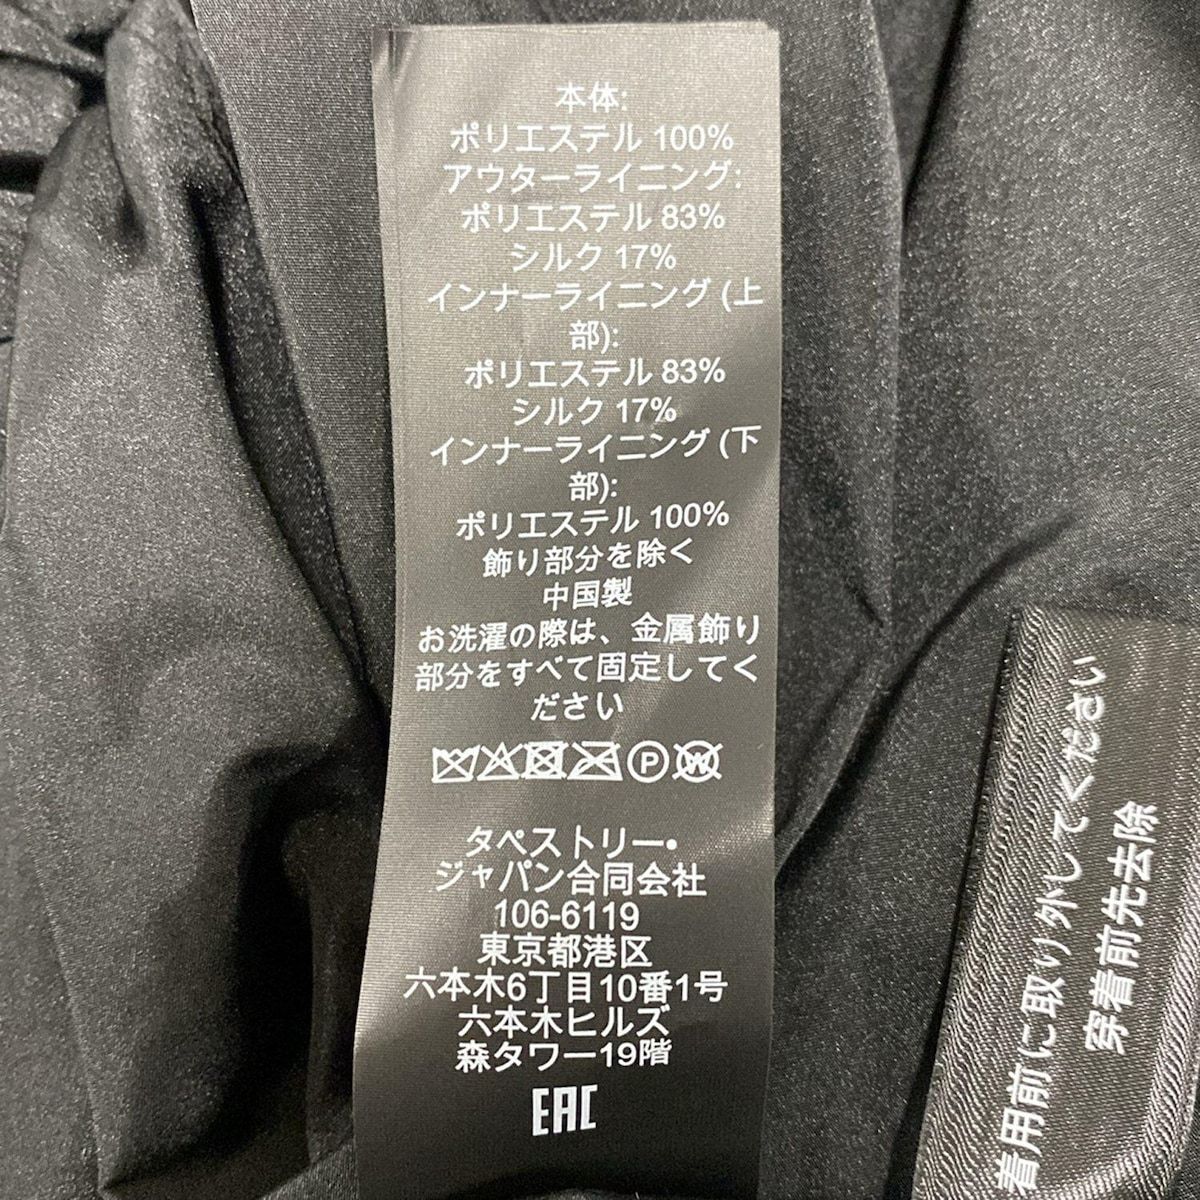 本体:
ポリエステル 100%
アウターライニング:
ポリエステル 83%
シルク 17%
インナーライニング (上
部):
ポリエステル 83%
シルク 17%
インナーライニング (下
部):
ポリエステル 100%
飾り部分を除く
中国製
お洗濯の際は、金属飾り
部分をすべて固定してく
ださい
P W
タペストリー・
ジャパン合同会社
106-6119
東京都港区
六本木6丁目10番1号
六本木ヒルズ
森タワー19階
EAC
着用前に取り外してください
穿着前先去除